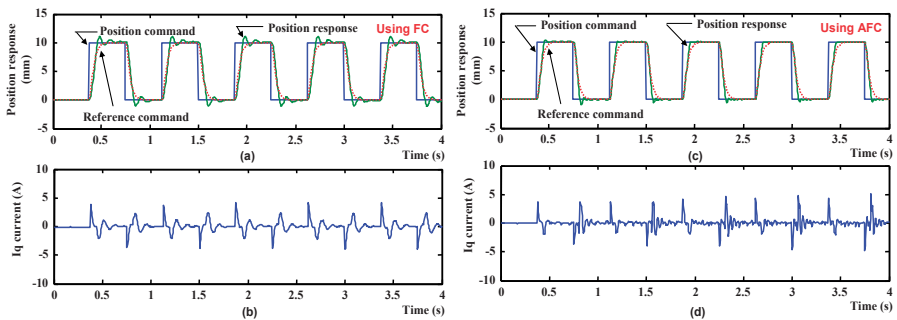 15
10
5
0
-5
Position response
(mm)
Position command
Position response
Using FC
Reference command
0.5 1 1.5 2 2.5 3 3.5 4
(a)
Time (s)
10
5
0
-5
-10
Iq current (A)
0 0.5 1 1.5 2 2.5 3 3.5 4
(b)
Time (s)
15
10
5
0
-5
Position response
(mm)
Position command
Position response
Using AFC
Reference command
0.5 1 1.5 2 2.5 3 3.5 4
(c)
Time (s)
10
5
0
-5
-10
Iq current (A)
0 0.5 1 1.5 2 2.5 3 3.5 4
(d)
Time (s)